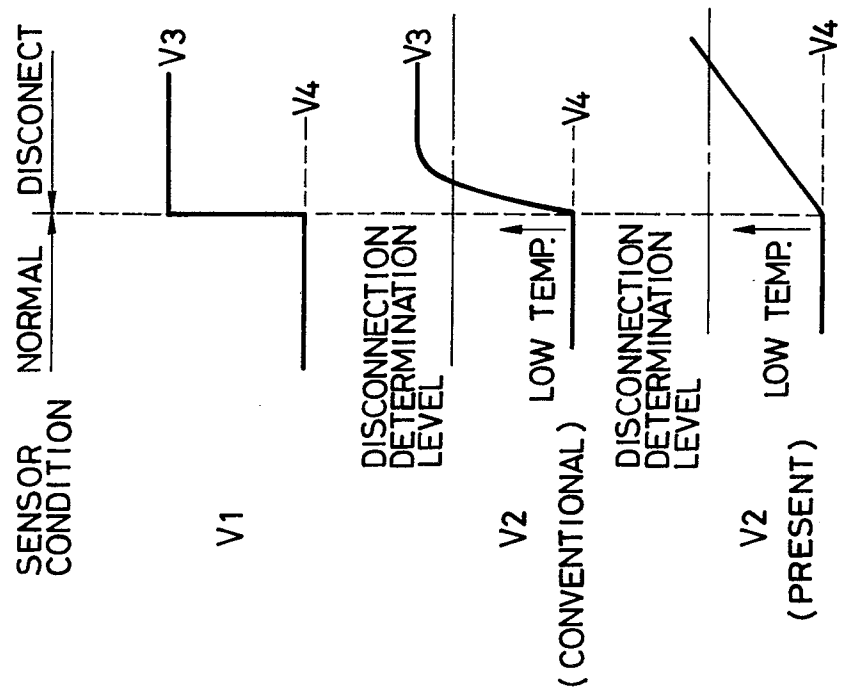 SENSOR
CONDITION
NORMAL
DISCONECT
V1
V3
V4
DISCONNECTION
DETERMINATION
LEVEL
V3
LOW TEMP.
V4
V2
(CONVENTIONAL)
DISCONNECTION
DETERMINATION
LEVEL
LOW TEMP.
V4
V2
(PRESENT)